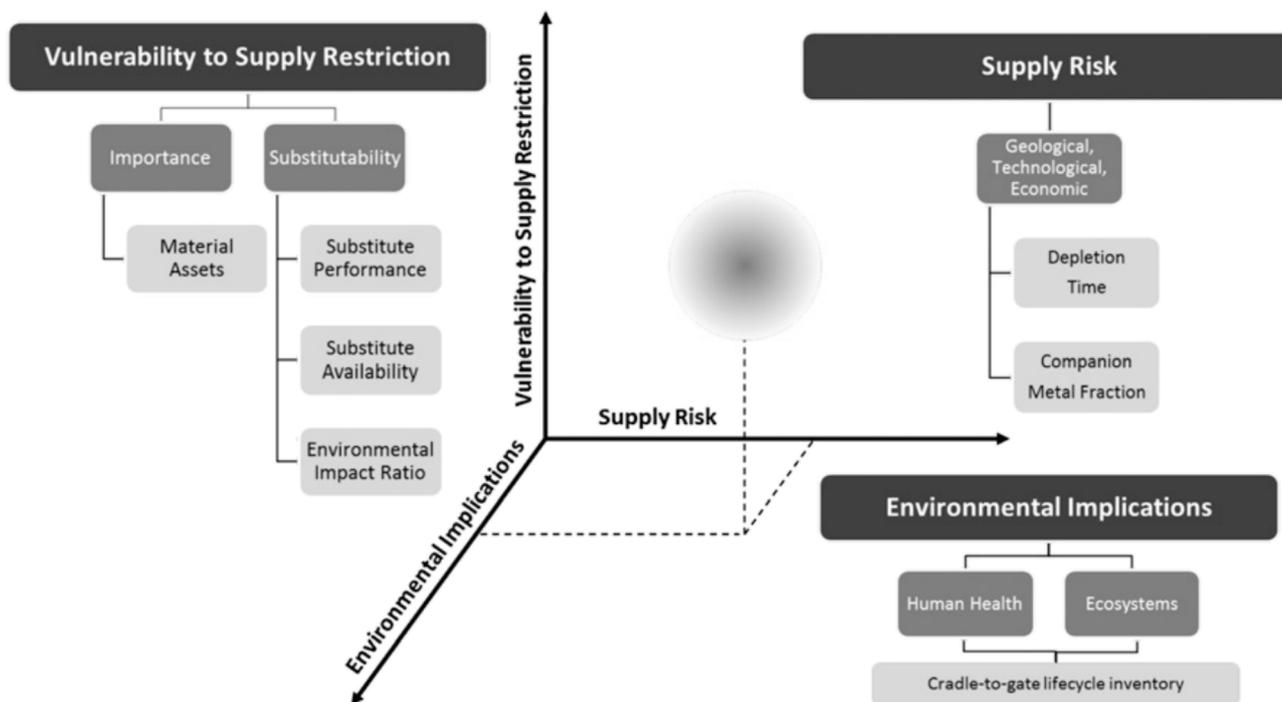 Vulnerability to Supply Restriction
Importance
Substitutability
Material
Assets
Substitute
Performance
Substitute
Availability
Environmental
Impact Ratio
Vulnerability to Supply Restriction
Supply Risk
Environmental Implications
Supply Risk
Geological,
Technological,
Economic
Depletion
Time
Companion
Metal Fraction
Environmental Implications
Human Health
Ecosystems
Cradle-to-gate lifecycle inventory